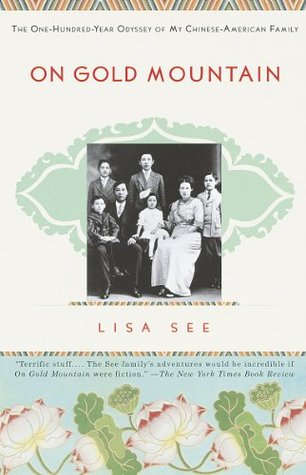 THE ONE-HUNDRED-YEAR ODYSSEY OF MY CHINESE-AMERICAN FAMILY
ON GOLD MOUNTAIN
LISA SEE
"Terrific stuff.... The See family's adventures would be incredible if
On Gold Mountain were fiction." —The New York Times Book Review